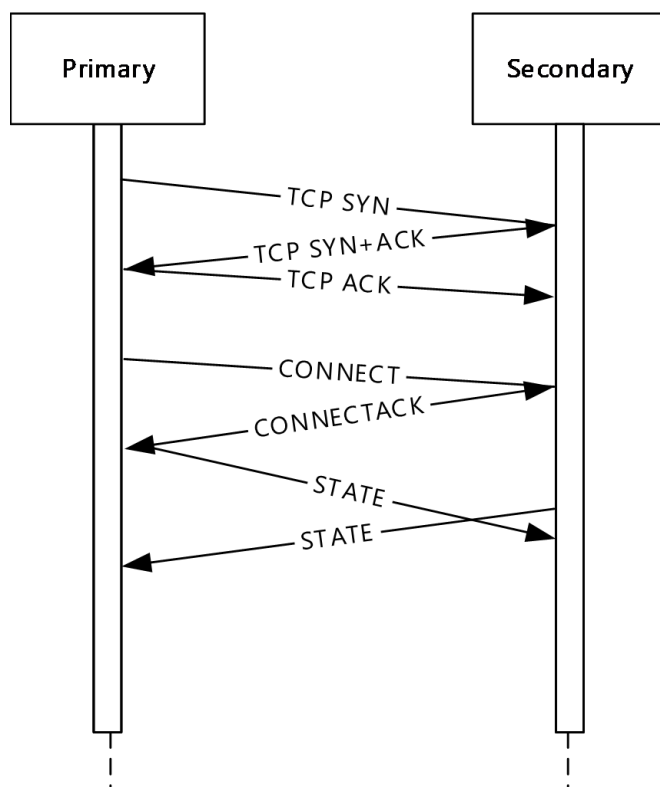 Primary
Secondary
TCP SYN
TCP SYN+ACK
TCP ACK
CONNECT
CONNECTACK
STATE
STATE